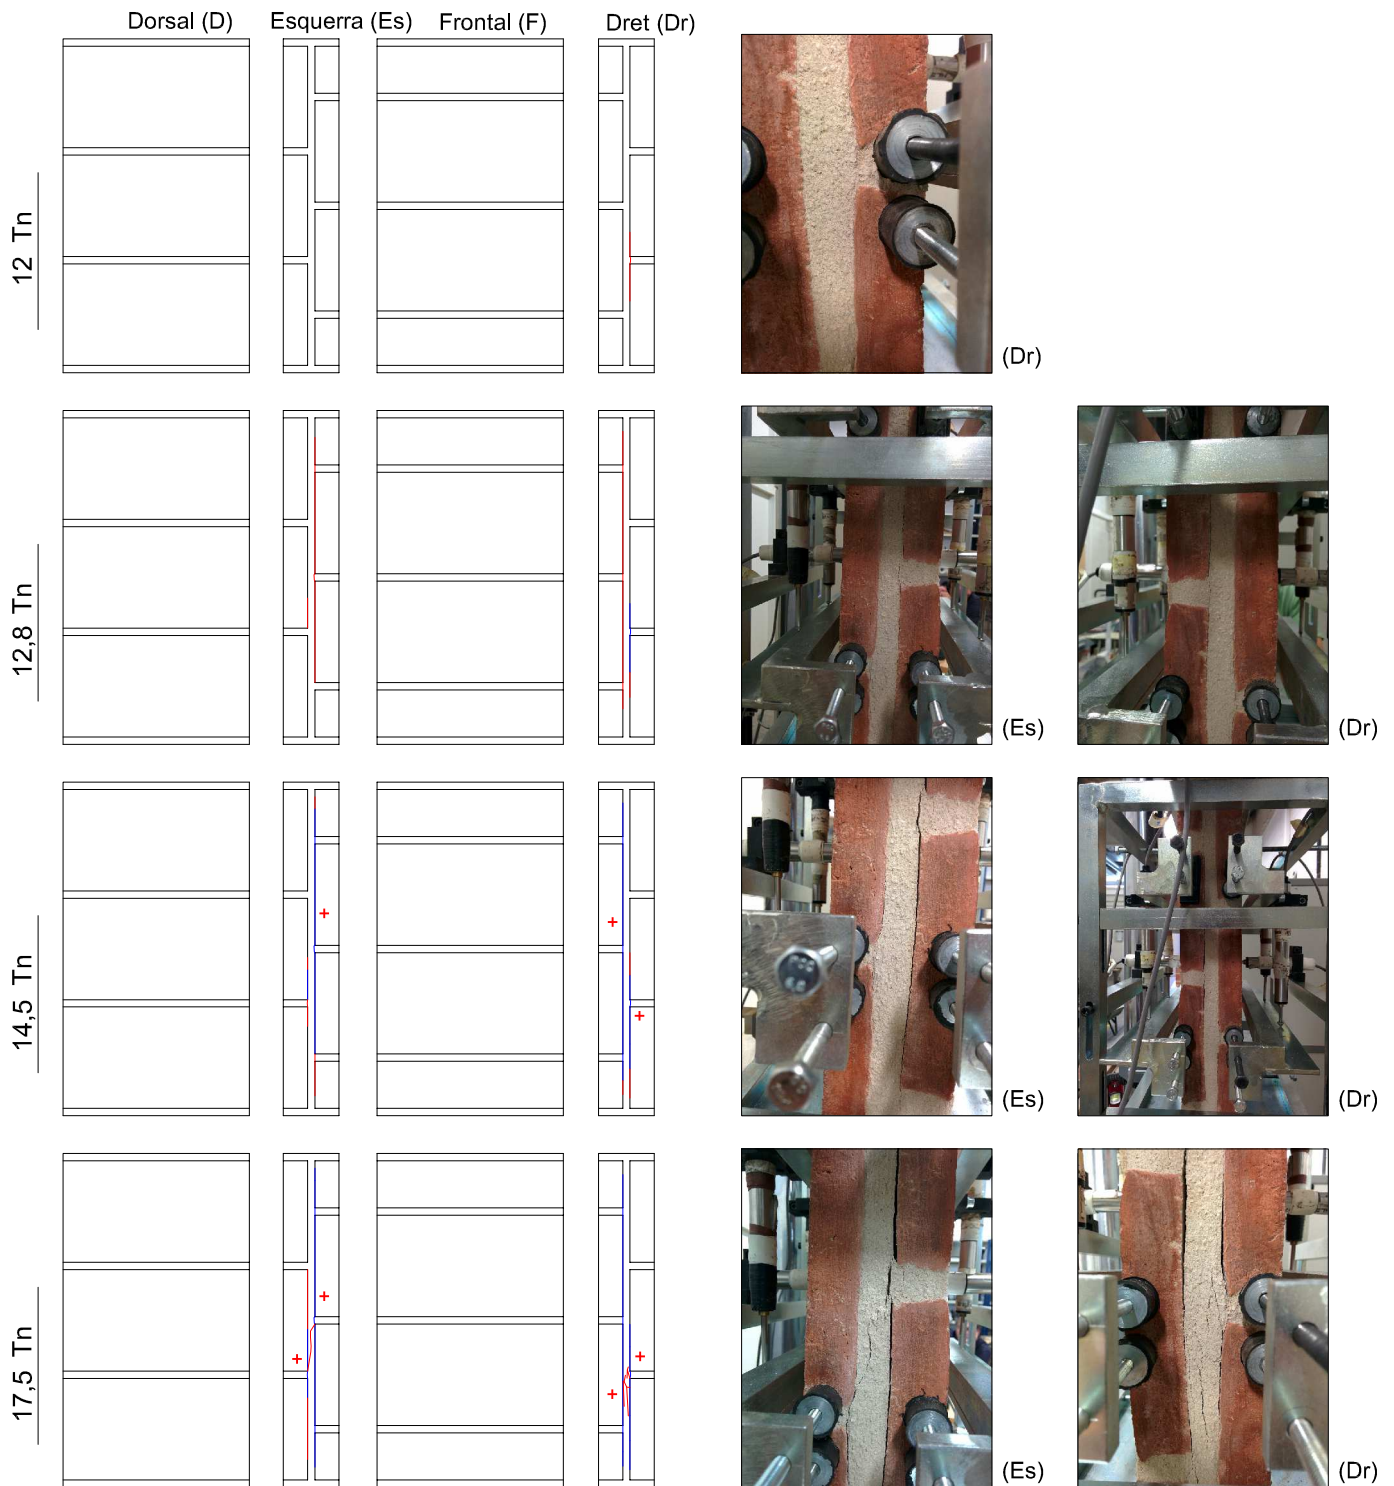 Dorsal (D) Esquerra (Es) Frontal (F) Dret (Dr)
12 Tn
(Dr)
12,8 Tn
(Es) (Dr)
14,5 Tn
(Es) (Dr)
17,5 Tn
(Es) (Dr)